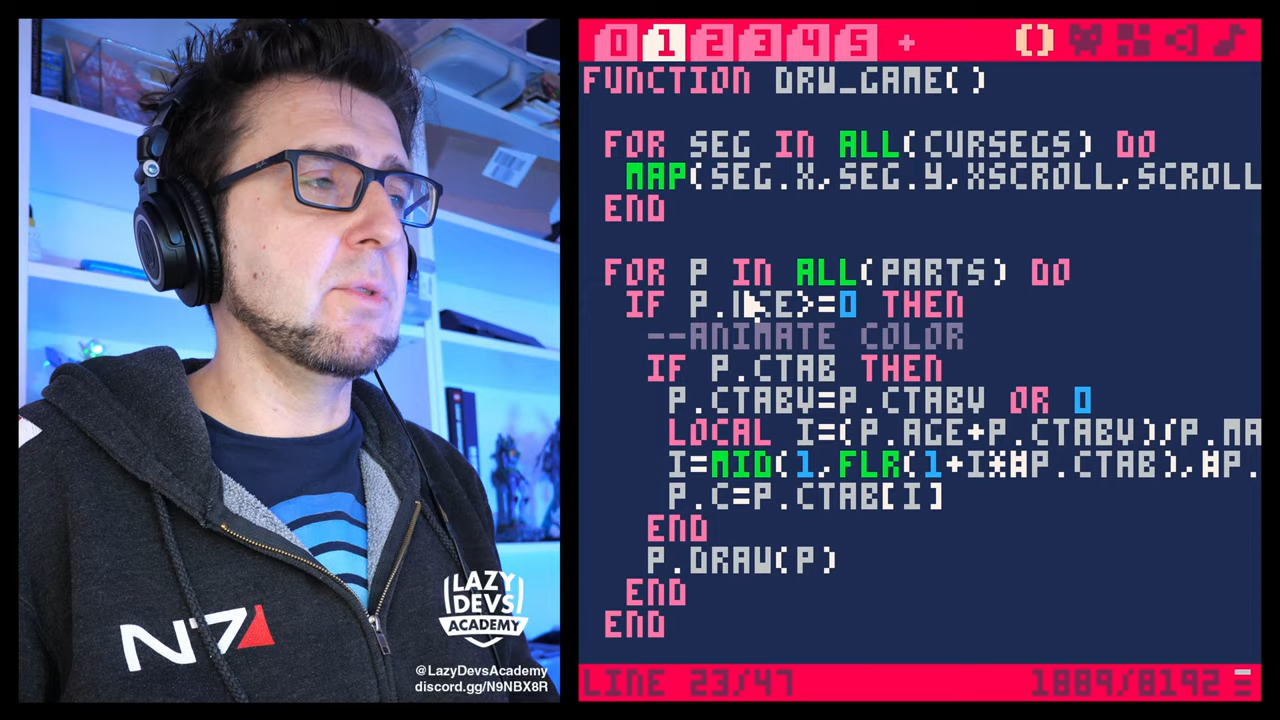 0 1 2 3 4 5 +
FUNCTION DRW_GAME()
FOR SEG IN ALL(CURSEGS) DO
MAP(SEG.X,SEG.Y,XSCROLL,SCROLL
END
FOR P IN ALL(PARTS) DO
IF P.AGE>=0 THEN
--ANIMATE COLOR
IF P.CTAB THEN
P.CTABV=P.CTABV OR 0
LOCAL I=(P.AGE+P.CTABV)/P.MA
I=MID(1,FLR(1+I*#P.CTAB),#P.
P.C=P.CTAB[I]
END
P.DRAW(P)
END
END
LINE 23/47
1889/8192
N7
LAZY
DEVS
ACADEMY
@LazyDevsAcademy
discord.gg/N9NBX8R